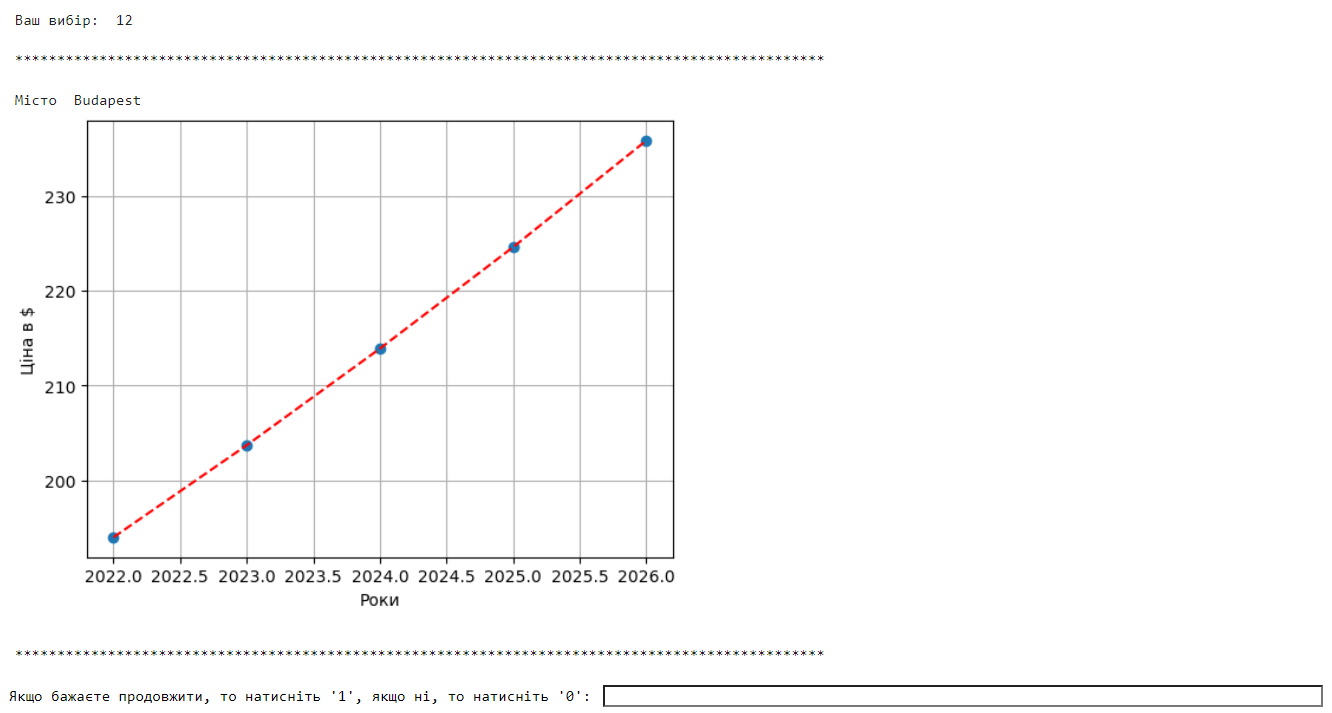 Ваш вибір:  12
************************************************************************************************
Місто  Budapest
230
220
210
200
Ціна в $
2022.0 2022.5 2023.0 2023.5 2024.0 2024.5 2025.0 2025.5 2026.0
Роки
************************************************************************************************
Якщо бажаєте продовжити, то натисніть '1', якщо ні, то натисніть '0':